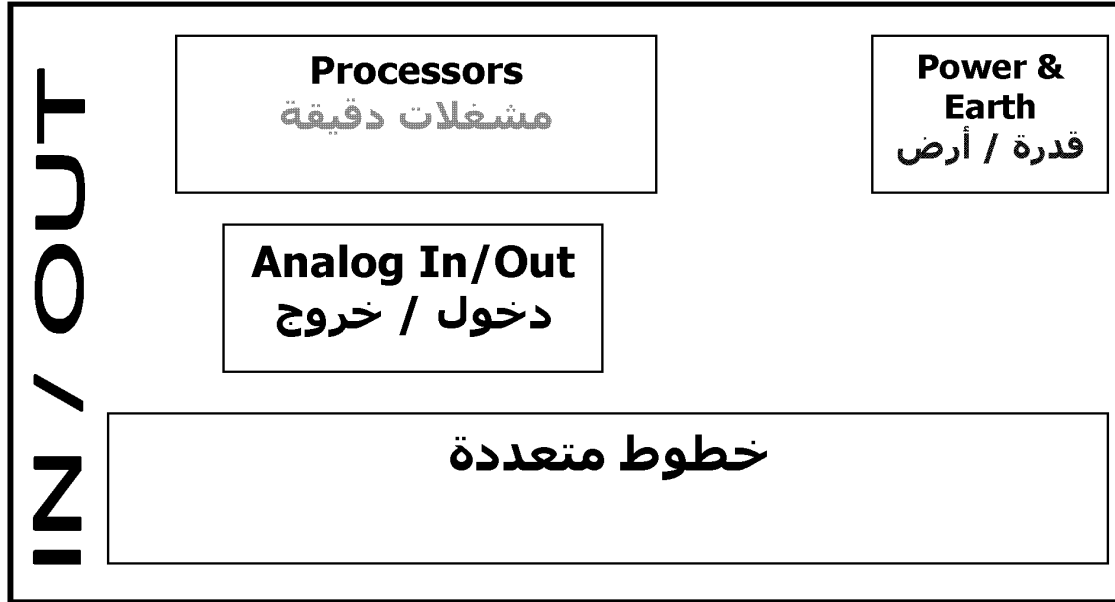 IN / OUT
Processors
مشغلات دقيقة
Power &
Earth
قدرة / أرض
Analog In/Out
دخول / خروج
خطوط متعددة